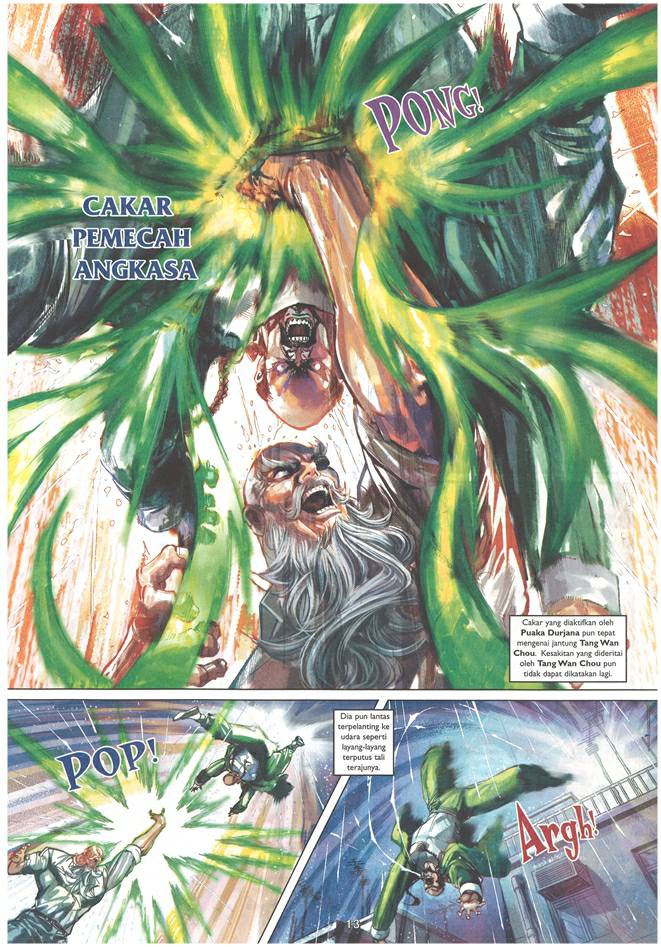 PONG!
CAKAR
PEMECAH
ANGKASA
Cakar yang diaktifkan oleh
Puaka Durjana pun tepat
mengenai jantung Tang Wan
Chou. Kesakitan yang dideritai
oleh Tang Wan Chou pun
tidak dapat dikatakan lagi.
POP!
Dia pun lantas
terpelanting ke
udara seperti
layang-layang
terputus tali
terajunya.
Argh!
13